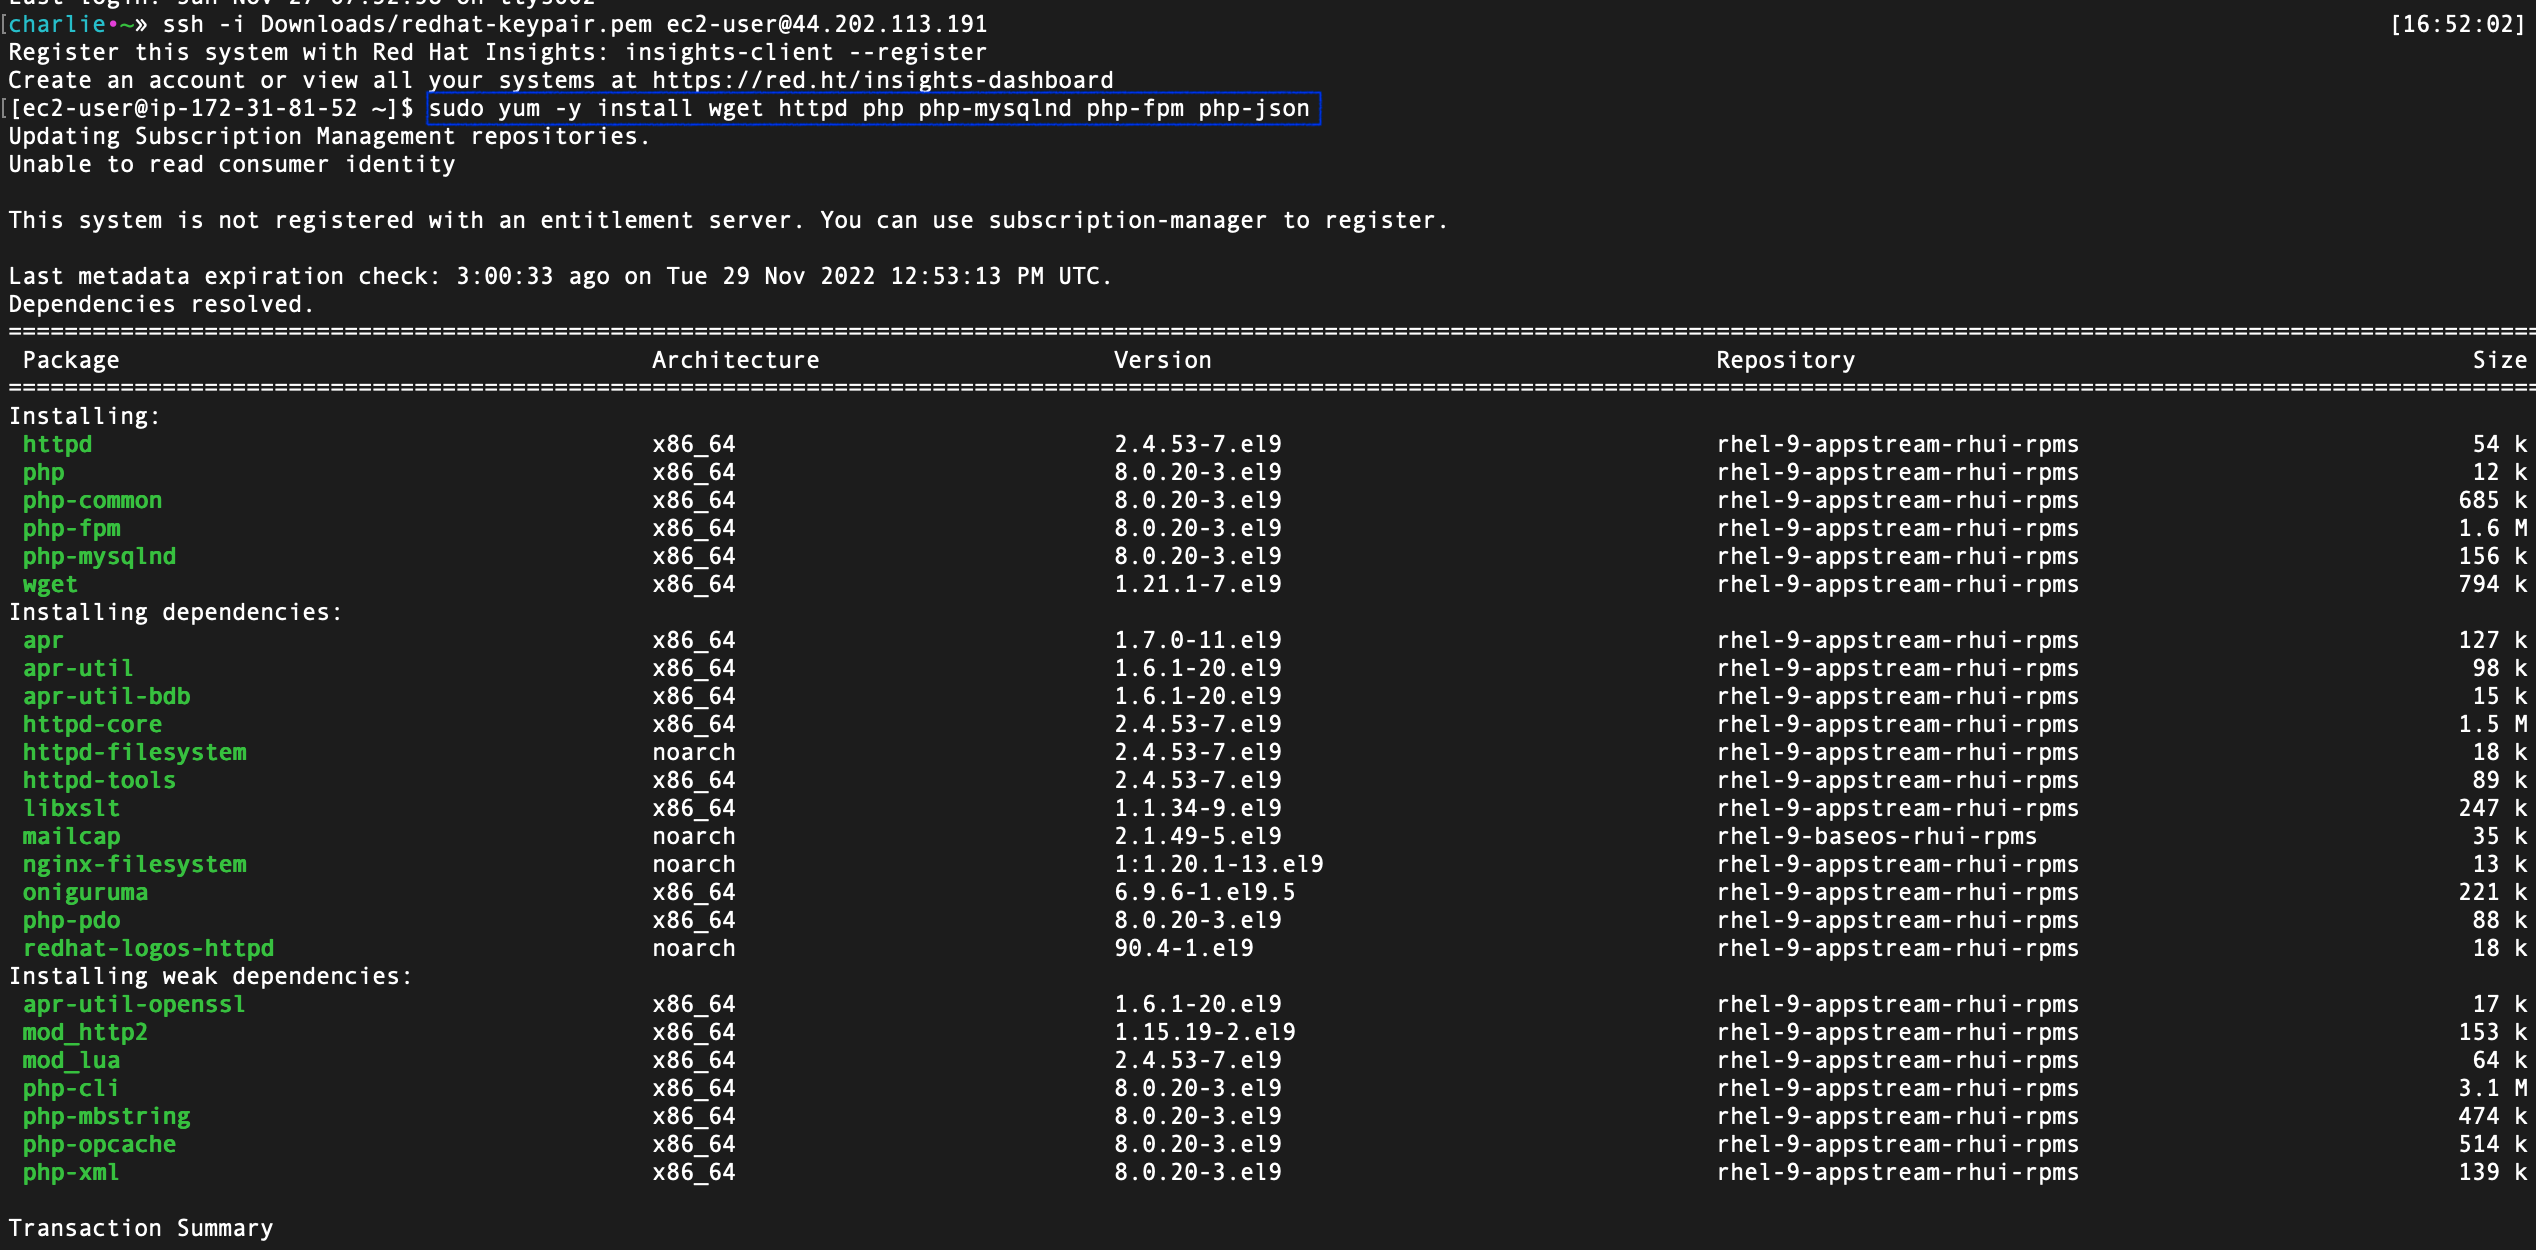 Last login: Sun Nov 27 07:52:58 on ttys002
[charlie•~» ssh -i Downloads/redhat-keypair.pem ec2-user@44.202.113.191 [16:52:02]
Register this system with Red Hat Insights: insights-client --register
Create an account or view all your systems at https://red.ht/insights-dashboard
[[ec2-user@ip-172-31-81-52 ~]$ sudo yum -y install wget httpd php php-mysqlnd php-fpm php-json
Updating Subscription Management repositories.
Unable to read consumer identity
This system is not registered with an entitlement server. You can use subscription-manager to register.
Last metadata expiration check: 3:00:33 ago on Tue 29 Nov 2022 12:53:13 PM UTC.
Dependencies resolved.
Package Architecture Version Repository Size
Installing:
httpd x86_64 2.4.53-7.el9 rhel-9-appstream-rhui-rpms 54 k
php x86_64 8.0.20-3.el9 rhel-9-appstream-rhui-rpms 12 k
php-common x86_64 8.0.20-3.el9 rhel-9-appstream-rhui-rpms 685 k
php-fpm x86_64 8.0.20-3.el9 rhel-9-appstream-rhui-rpms 1.6 M
php-mysqlnd x86_64 8.0.20-3.el9 rhel-9-appstream-rhui-rpms 156 k
wget x86_64 1.21.1-7.el9 rhel-9-appstream-rhui-rpms 794 k
Installing dependencies:
apr x86_64 1.7.0-11.el9 rhel-9-appstream-rhui-rpms 127 k
apr-util x86_64 1.6.1-20.el9 rhel-9-appstream-rhui-rpms 98 k
apr-util-bdb x86_64 1.6.1-20.el9 rhel-9-appstream-rhui-rpms 15 k
httpd-core x86_64 2.4.53-7.el9 rhel-9-appstream-rhui-rpms 1.5 M
httpd-filesystem noarch 2.4.53-7.el9 rhel-9-appstream-rhui-rpms 18 k
httpd-tools x86_64 2.4.53-7.el9 rhel-9-appstream-rhui-rpms 89 k
libxslt x86_64 1.1.34-9.el9 rhel-9-appstream-rhui-rpms 247 k
mailcap noarch 2.1.49-5.el9 rhel-9-baseos-rhui-rpms 35 k
nginx-filesystem noarch 1:1.20.1-13.el9 rhel-9-appstream-rhui-rpms 13 k
oniguruma x86_64 6.9.6-1.el9.5 rhel-9-appstream-rhui-rpms 221 k
php-pdo x86_64 8.0.20-3.el9 rhel-9-appstream-rhui-rpms 88 k
redhat-logos-httpd noarch 90.4-1.el9 rhel-9-appstream-rhui-rpms 18 k
Installing weak dependencies:
apr-util-openssl x86_64 1.6.1-20.el9 rhel-9-appstream-rhui-rpms 17 k
mod_http2 x86_64 1.15.19-2.el9 rhel-9-appstream-rhui-rpms 153 k
mod_lua x86_64 2.4.53-7.el9 rhel-9-appstream-rhui-rpms 64 k
php-cli x86_64 8.0.20-3.el9 rhel-9-appstream-rhui-rpms 3.1 M
php-mbstring x86_64 8.0.20-3.el9 rhel-9-appstream-rhui-rpms 474 k
php-opcache x86_64 8.0.20-3.el9 rhel-9-appstream-rhui-rpms 514 k
php-xml x86_64 8.0.20-3.el9 rhel-9-appstream-rhui-rpms 139 k
Transaction Summary